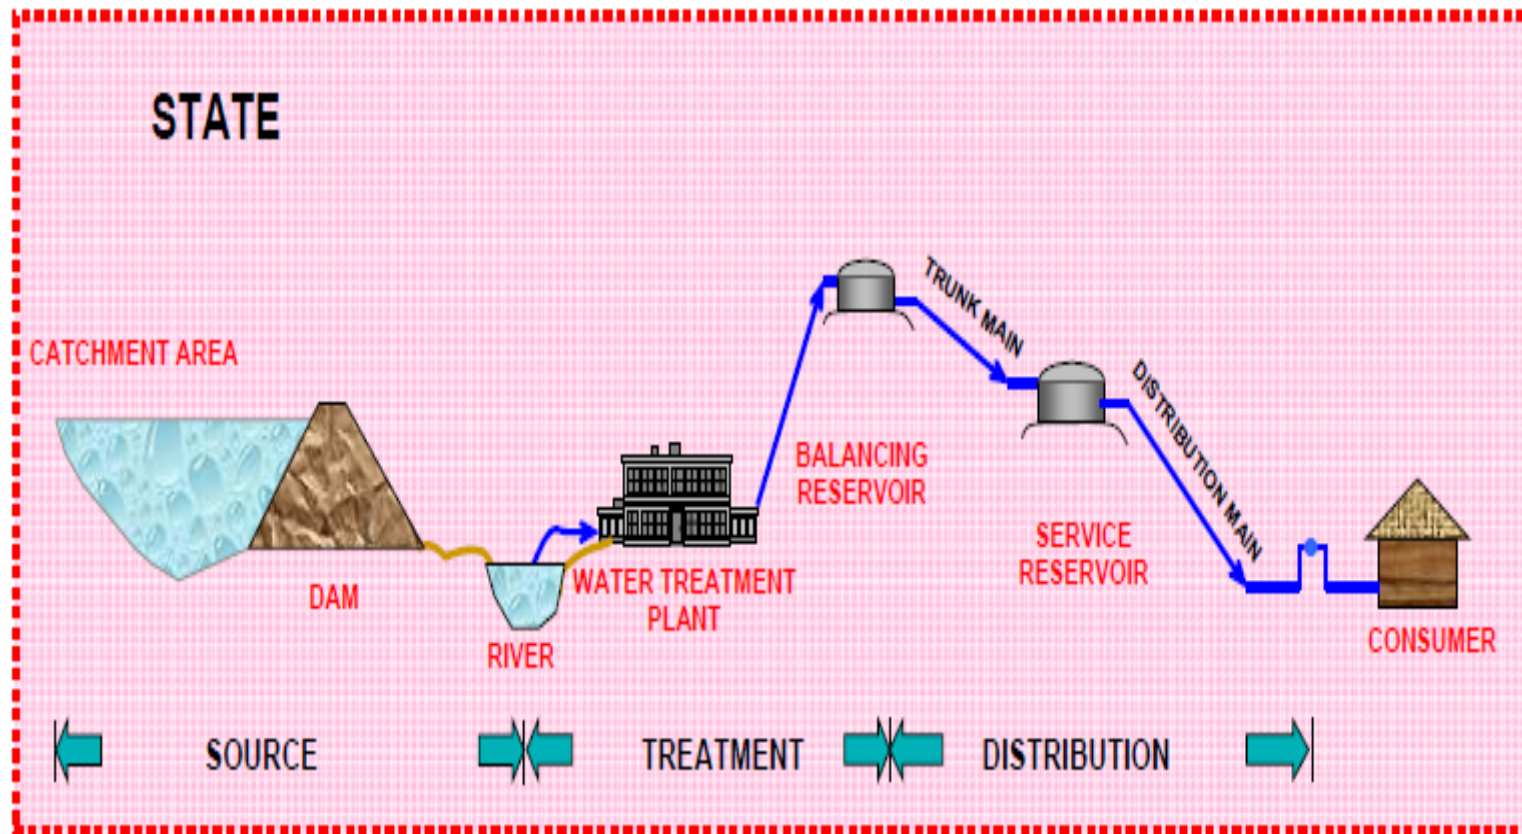 STATE
CATCHMENT AREA
DAM
RIVER
WATER TREATMENT
PLANT
BALANCING
RESERVOIR
TRUNK MAIN
SERVICE
RESERVOIR
DISTRIBUTION MAIN
CONSUMER
SOURCE
TREATMENT
DISTRIBUTION